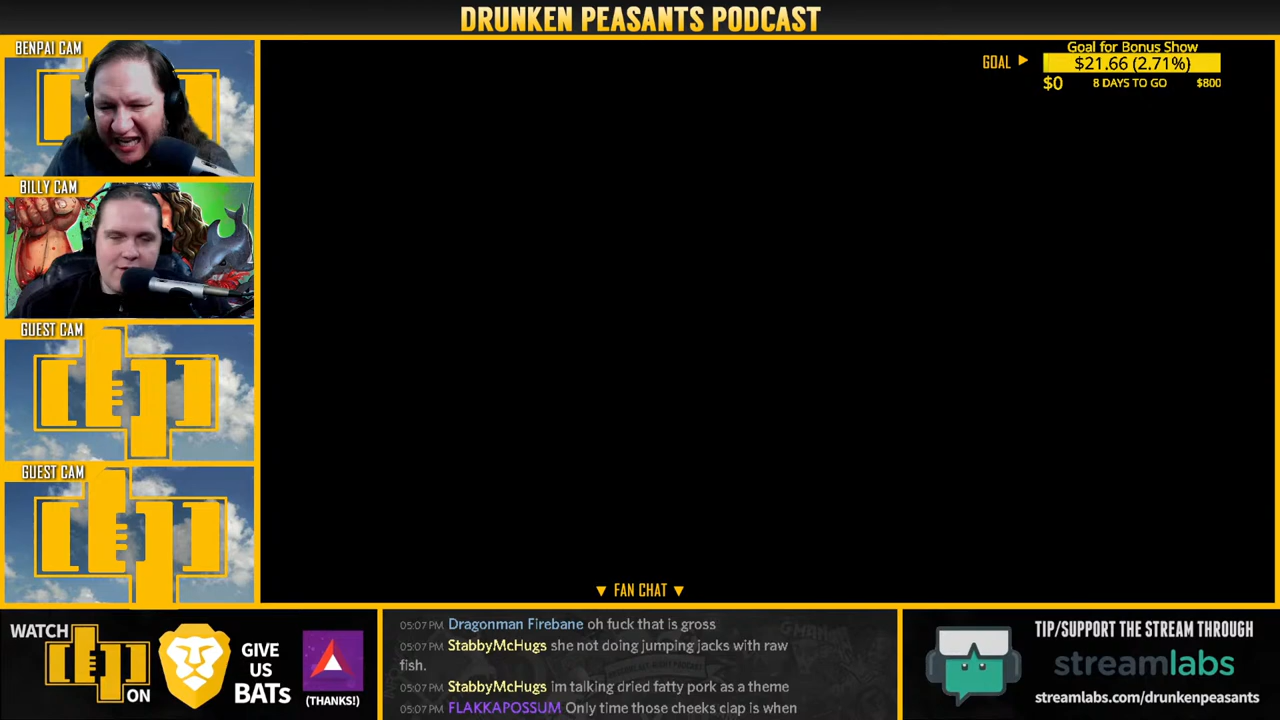 DRUNKEN PEASANTS PODCAST
BENPAI CAM
BILLY CAM
GUEST CAM
GUEST CAM
GOAL ▶
Goal for Bonus Show
$21.66 (2.71%)
$0 8 DAYS TO GO $800
▼ FAN CHAT ▼
WATCH
ON
GIVE
US
BATs
(THANKS!)
05:07 PM Dragonman Firebane oh fuck that is gross
05:07 PM StabbyMcHugs she not doing jumping jacks with raw
fish.
05:07 PM StabbyMcHugs im talking dried fatty pork as a theme
05:07 PM FLAKKAPOSSUM Only time those cheeks clap is when
TIP/SUPPORT THE STREAM THROUGH
streamlabs
streamlabs.com/drunkenpeasants